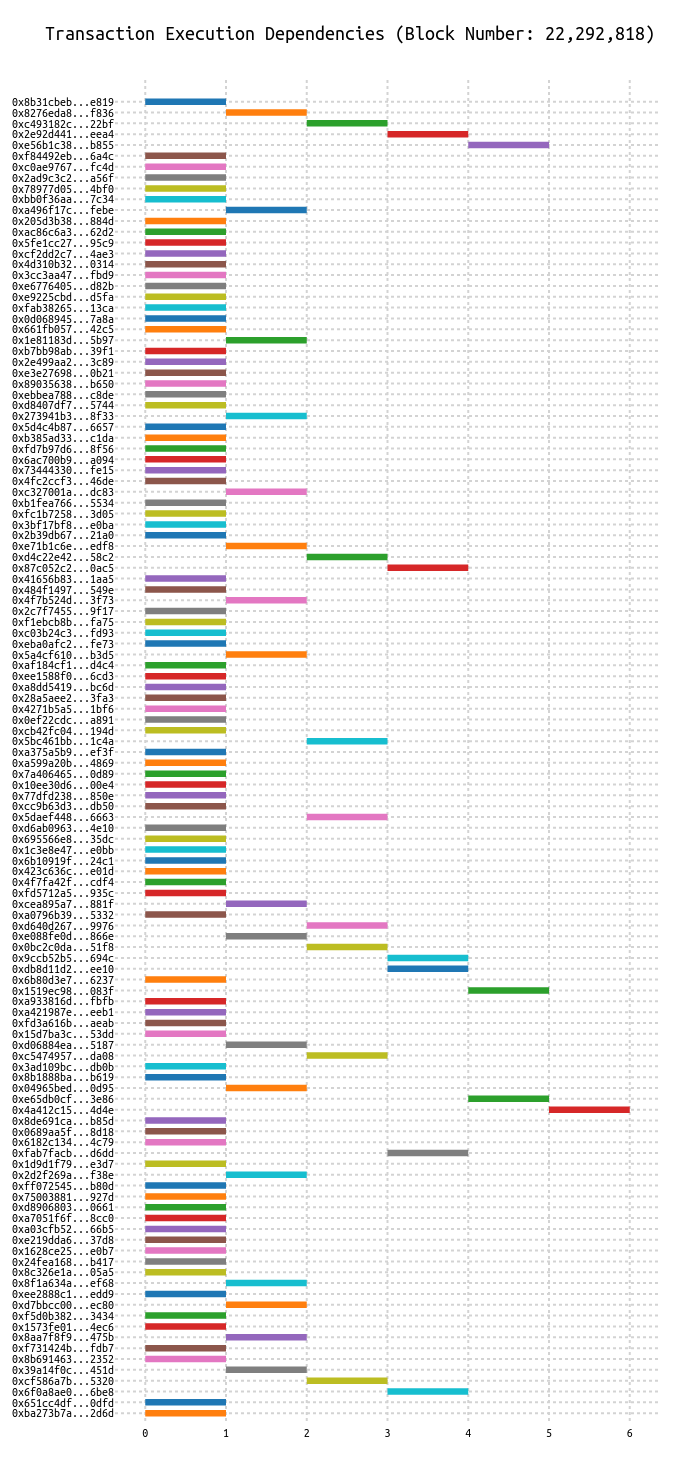 Transaction Execution Dependencies (Block Number: 22,292,818)
0x8b31cbeb...e819
0x8276eda8...f836
0xc493182c...22bf
0x2e92d441...eea4
0xe56b1c38...b855
0xf84492eb...6a4c
0xc0ae9767...fc4d
0x2ad9c3c2...a56f
0x78977d05...4bf0
0xbb0f36aa...7c34
0xa496f17c...febe
0x205d3b38...884d
0xac86c6a3...62d2
0x5fe1cc27...95c9
0xcf2dd2c7...4ae3
0x4d310b32...0314
0x3cc3aa47...fbd9
0xe6776405...d82b
0xe9225cbd...d5fa
0xfab38265...13ca
0x0d068945...7a8a
0x661fb057...42c5
0x1e81183d...5b97
0xb7bb98ab...39f1
0x2e499aa2...3c89
0xe3e27698...0b21
0x89035638...b650
0xebbea788...c8de
0xd8407df7...5744
0x273941b3...8f33
0x5d4c4b87...6657
0xb385ad33...c1da
0xfd7b97d6...8f56
0x6ac700b9...a094
0x73444330...fe15
0x4fc2ccf3...46de
0xc327001a...dc83
0xb1fea766...5534
0xfc1b7258...3d05
0x3bf17bf8...e0ba
0x2b39db67...21a0
0xe71b1c6e...edf8
0xd4c22e42...58c2
0x87c052c2...0ac5
0x41656b83...1aa5
0x484f1497...549e
0x4f7b524d...3f73
0x2c7f7455...9f17
0xf1ebcb8b...fa75
0xc03b24c3...fd93
0xeba0afc2...fe73
0x5a4cf610...b3d5
0xaf184cf1...d4c4
0xee1588f0...6cd3
0xa8dd5419...bc6d
0x28a5aee2...3fa3
0x4271b5a5...1bf6
0x0ef22cdc...a891
0xcb42fc04...194d
0x5bc461bb...1c4a
0xa375a5b9...ef3f
0xa599a20b...4869
0x7a406465...0d89
0x10ee30d6...00e4
0x77dfd238...850e
0xcc9b63d3...db50
0x5daef448...6663
0xd6ab0963...4e10
0x695566e8...35dc
0x1c3e8e47...e0bb
0x6b10919f...24c1
0x423c636c...e01d
0x4f7fa42f...cdf4
0xfd5712a5...935c
0xcea895a7...881f
0xa0796b39...5332
0xd640d267...9976
0xe088fe0d...866e
0x0bc2c0da...51f8
0x9ccb52b5...694c
0xdb8d11d2...ee10
0x6b80d3e7...6237
0x1519ec98...083f
0xa933816d...fbfb
0xa421987e...eeb1
0xfd3a616b...aeab
0x15d7ba3c...53dd
0xd06884ea...5187
0xc5474957...da08
0x3ad109bc...db0b
0x8b1888ba...b619
0x04965bed...0d95
0xe65db0cf...3e86
0x4a412c15...4d4e
0x8de691ca...b85d
0x0689aa5f...8d18
0x6182c134...4c79
0xfab7facb...d6dd
0x1d9d1f79...e3d7
0x2d2f269a...f38e
0xff072545...b80d
0x75003881...927d
0xd8906803...0661
0xa7051f6f...8cc0
0xa03cfb52...66b5
0xe219dda6...37d8
0x1628ce25...e0b7
0x24fea168...b417
0x8c326e1a...05a5
0x8f1a634a...ef68
0xee2888c1...edd9
0xd7bbcc00...ec80
0xf5d0b382...3434
0x1573fe01...4ec6
0x8aa7f8f9...475b
0xf731424b...fdb7
0x8b691463...2352
0x39a14f0c...451d
0xcf586a7b...5320
0x6f0a8ae0...6be8
0x651cc4df...0dfd
0xba273b7a...2d6d
0 1 2 3 4 5 6